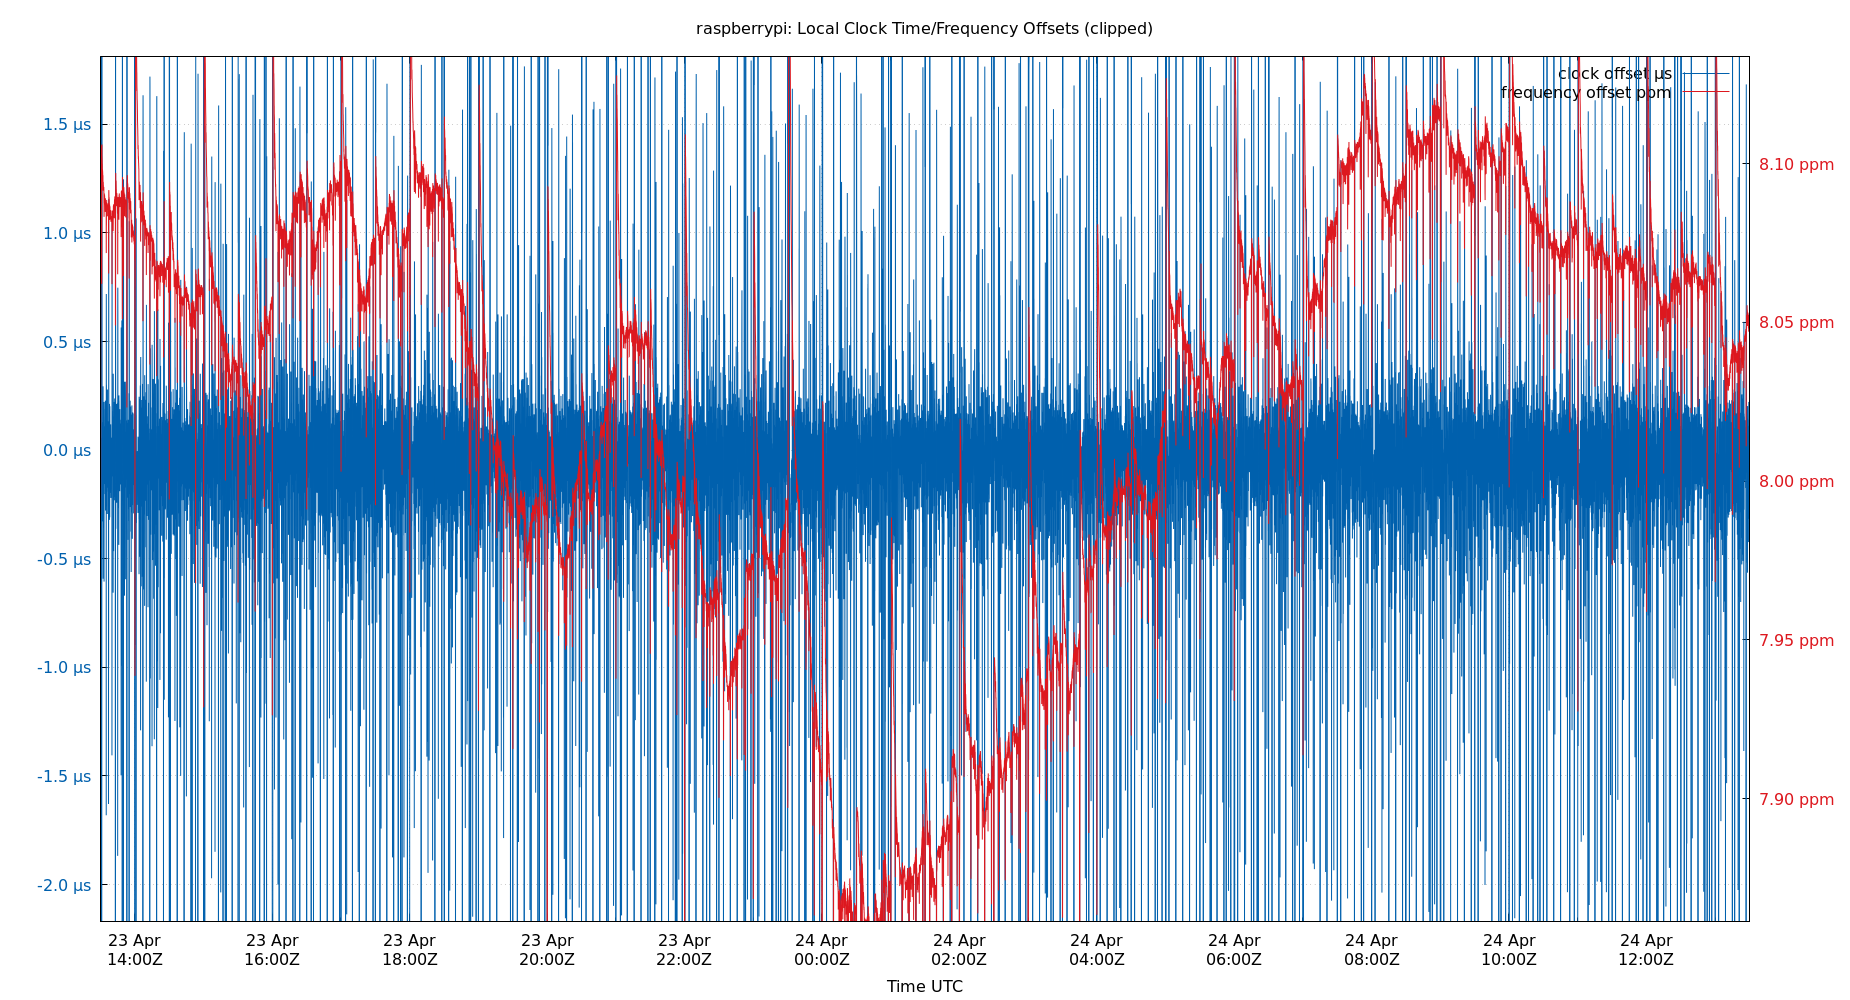 raspberrypi: Local Clock Time/Frequency Offsets (clipped)
clock offset µs
frequency offset ppm
1.5 µs
1.0 µs
0.5 µs
0.0 µs
-0.5 µs
-1.0 µs
-1.5 µs
-2.0 µs
8.10 ppm
8.05 ppm
8.00 ppm
7.95 ppm
7.90 ppm
23 Apr
14:00Z
23 Apr
16:00Z
23 Apr
18:00Z
23 Apr
20:00Z
23 Apr
22:00Z
24 Apr
00:00Z
24 Apr
02:00Z
24 Apr
04:00Z
24 Apr
06:00Z
24 Apr
08:00Z
24 Apr
10:00Z
24 Apr
12:00Z
Time UTC